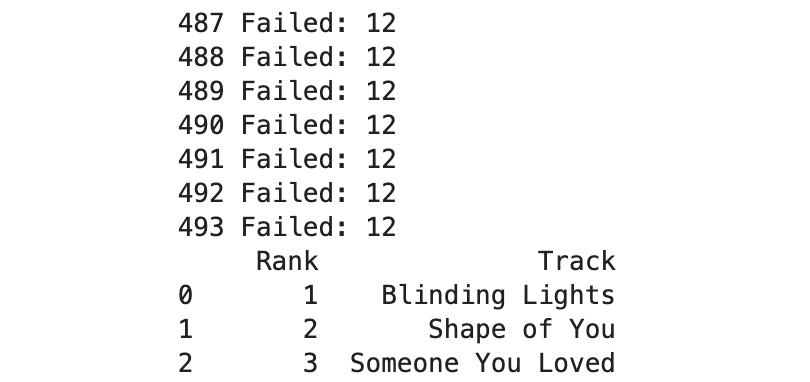 487 Failed: 12
488 Failed: 12
489 Failed: 12
490 Failed: 12
491 Failed: 12
492 Failed: 12
493 Failed: 12
Rank Track
0 1 Blinding Lights
1 2 Shape of You
2 3 Someone You Loved